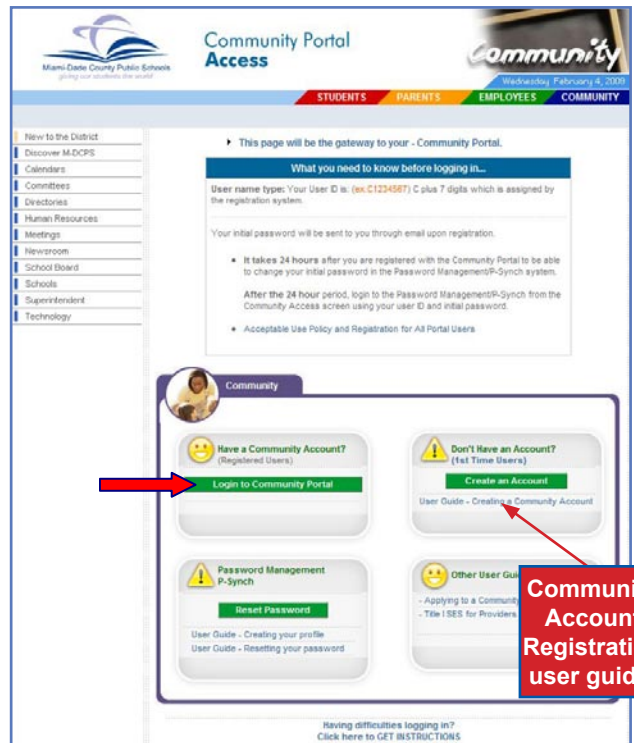 Miami-Dade County Public Schools
giving our students the world
Community Portal
Access
Community
Wednesday, February 4, 2009
STUDENTS
PARENTS
EMPLOYEES
COMMUNITY
New to the District
Discover M-DCPS
Calendars
Committees
Directories
Human Resources
Meetings
Newsroom
School Board
Schools
Superintendent
Technology
This page will be the gateway to your - Community Portal.
What you need to know before logging in...
User name type: Your User ID is: (ex:C1234567) C plus 7 digits which is assigned by
the registration system.
Your initial password will be sent to you through email upon registration.
It takes 24 hours after you are registered with the Community Portal to be able
to change your initial password in the Password Management/P-Synch system.
After the 24 hour period, login to the Password Management/P-Synch from the
Community Access screen using your user ID and initial password.
Acceptable Use Policy and Registration for All Portal Users
Community
Have a Community Account?
(Registered Users)
Login to Community Portal
Don't Have an Account?
(1st Time Users)
Create an Account
User Guide - Creating a Community Account
Password Management
P-Synch
Reset Password
User Guide - Creating your profile
User Guide - Resetting your password
Other User Gui
- Applying to a Community
- Title I SES for Providers
Communi
Account
Registrati
user guid
Having difficulties logging in?
Click here to GET INSTRUCTIONS